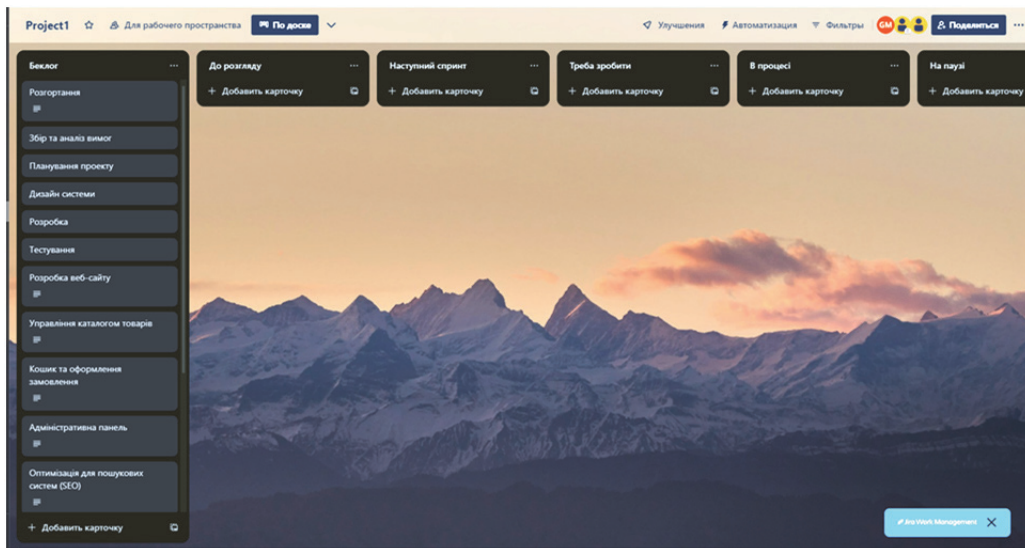 Project1
Для рабочего пространства
По доске
Улучшения
Автоматизация
Фильтры
GM
Поделиться
Беклог
Розгортання
Збір та аналіз вимог
Планування проекту
Дизайн системи
Розробка
Тестування
Розробка веб-сайту
Управління каталогом товарів
Кошик та оформлення
замовлення
Адміністративна панель
Оптимізація для пошукових
систем (SEO)
+ Добавить карточку
До розгляду
+ Добавить карточку
Наступний спринт
+ Добавить карточку
Треба зробити
+ Добавить карточку
В процесі
+ Добавить карточку
На паузі
+ Добавить карточку
Jira Work Management